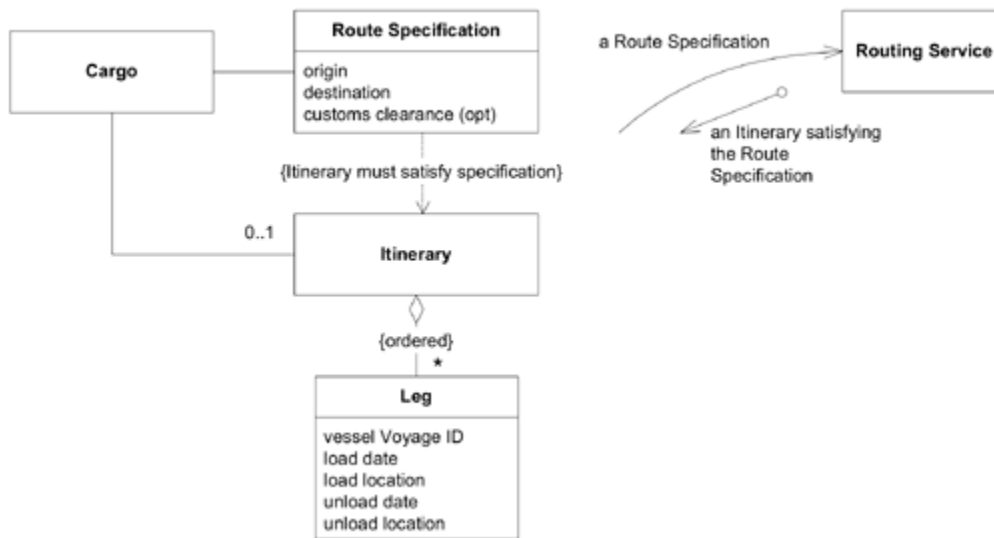 Cargo
Route Specification
origin
destination
customs clearance (opt)
{Itinerary must satisfy specification}
0..1
Itinerary
{ordered}
*
Leg
vessel Voyage ID
load date
load location
unload date
unload location
a Route Specification
Routing Service
an Itinerary satisfying
the Route
Specification